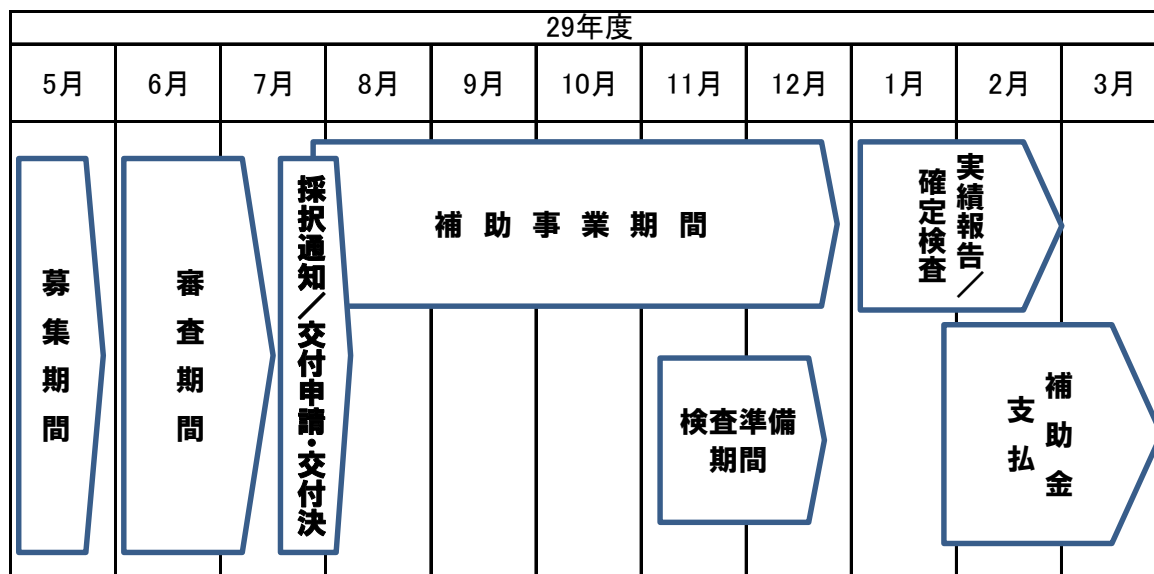 29年度
5月
6月
7月
8月
9月
10月
11月
12月
1月
2月
3月
募集期間
審査期間
採択通知／交付申請・交付決
補助事業期間
検査準備
期間
実績報告／
確定検査
補助金
支払